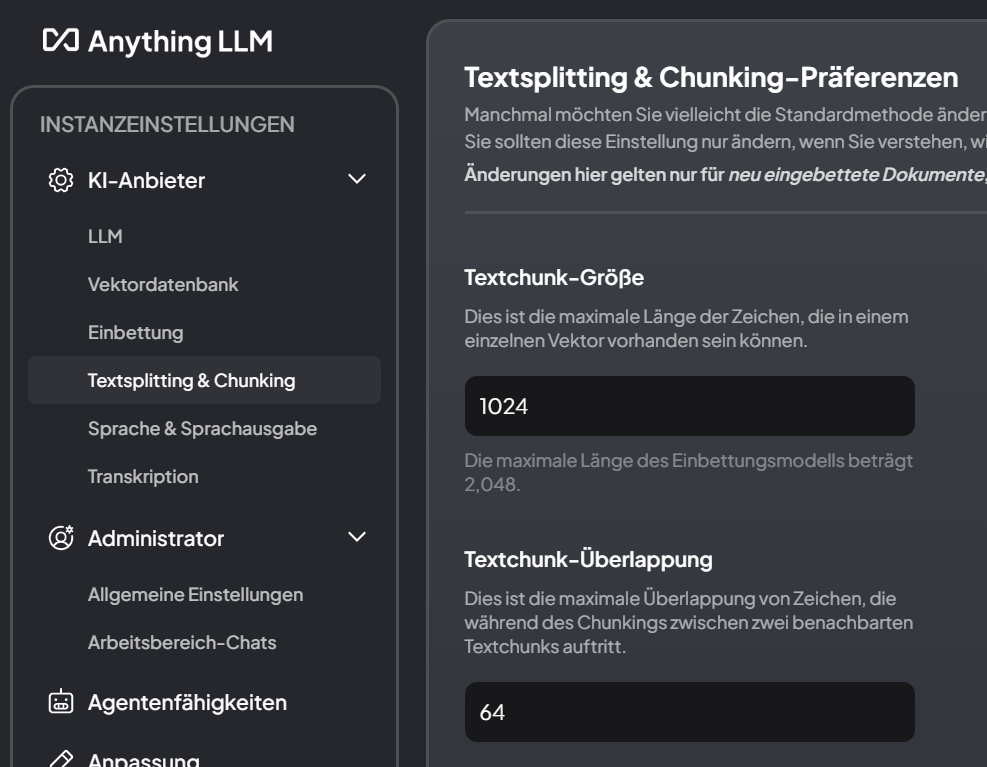 Anything LLM
INSTANZEINSTELLUNGEN
KI-Anbieter
LLM
Vektordatenbank
Einbettung
Textsplitting & Chunking
Sprache & Sprachausgabe
Transkription
Administrator
Allgemeine Einstellungen
Arbeitsbereich-Chats
Agentenfähigkeiten
Anpassung
Textsplitting & Chunking-Präferenzen
Manchmal möchten Sie vielleicht die Standardmethode änder
Sie sollten diese Einstellung nur ändern, wenn Sie verstehen, wi
Änderungen hier gelten nur für neu eingebettete Dokumente,
Textchunk-Größe
Dies ist die maximale Länge der Zeichen, die in einem
einzelnen Vektor vorhanden sein können.
1024
Die maximale Länge des Einbettungsmodells beträgt
2,048.
Textchunk-Überlappung
Dies ist die maximale Überlappung von Zeichen, die
während des Chunkings zwischen zwei benachbarten
Textchunks auftritt.
64